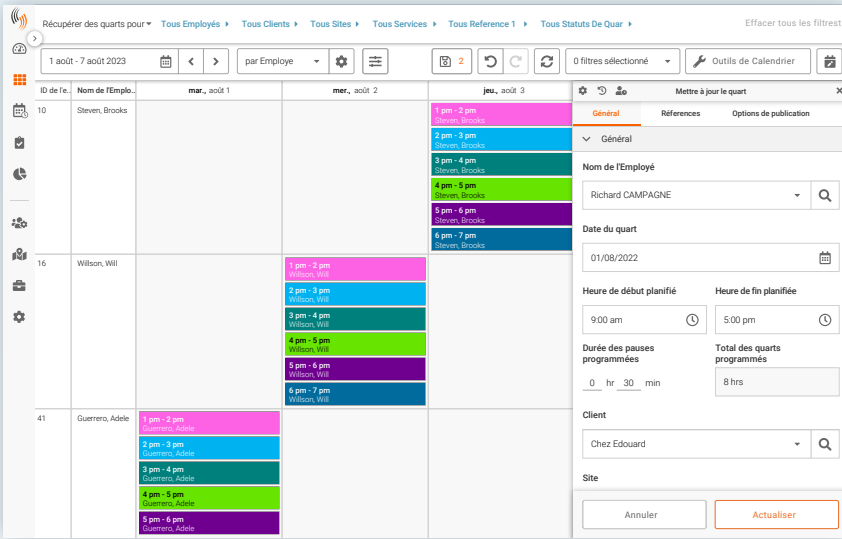 Récupérer des quarts pour Tous Employés Tous Clients Tous Sites Tous Services Tous Reference 1 Tous Statuts De Quar Effacer tous les filtrest
1 août - 7 août 2023 par Employe 2 0 filtres sélectionné Outils de Calendrier
ID de l'e.. Nom de l'Emplo.. mar., août 1 mer., août 2 jeu., août 3
10 Steven, Brooks
1 pm - 2 pm
Steven, Brooks
2 pm - 3 pm
Steven, Brooks
3 pm - 4 pm
Steven, Brooks
4 pm - 5 pm
Steven, Brooks
5 pm - 6 pm
Steven, Brooks
6 pm - 7 pm
Steven, Brooks
16 Willson, Will
1 pm - 2 pm
Willson, Will
2 pm - 3 pm
Willson, Will
3 pm - 4 pm
Willson, Will
4 pm - 5 pm
Willson, Will
5 pm - 6 pm
Willson, Will
6 pm - 7 pm
Willson, Will
41 Guerrero, Adele
1 pm - 2 pm
Guerrero, Adele
2 pm - 3 pm
Guerrero, Adele
3 pm - 4 pm
Guerrero, Adele
4 pm - 5 pm
Guerrero, Adele
5 pm - 6 pm
Guerrero, Adele
Mettre à jour le quart
Général Réferences Options de publication
Général
Nom de l'Employé
Richard CAMPAGNE
Date du quart
01/08/2022
Heure de début planifié Heure de fin planifiée
9:00 am 5:00 pm
Durée des pauses programmées
Total des quarts programmés
0 hr 30 min 8 hrs
Client
Chez Edouard
Site
Annuler Actualiser